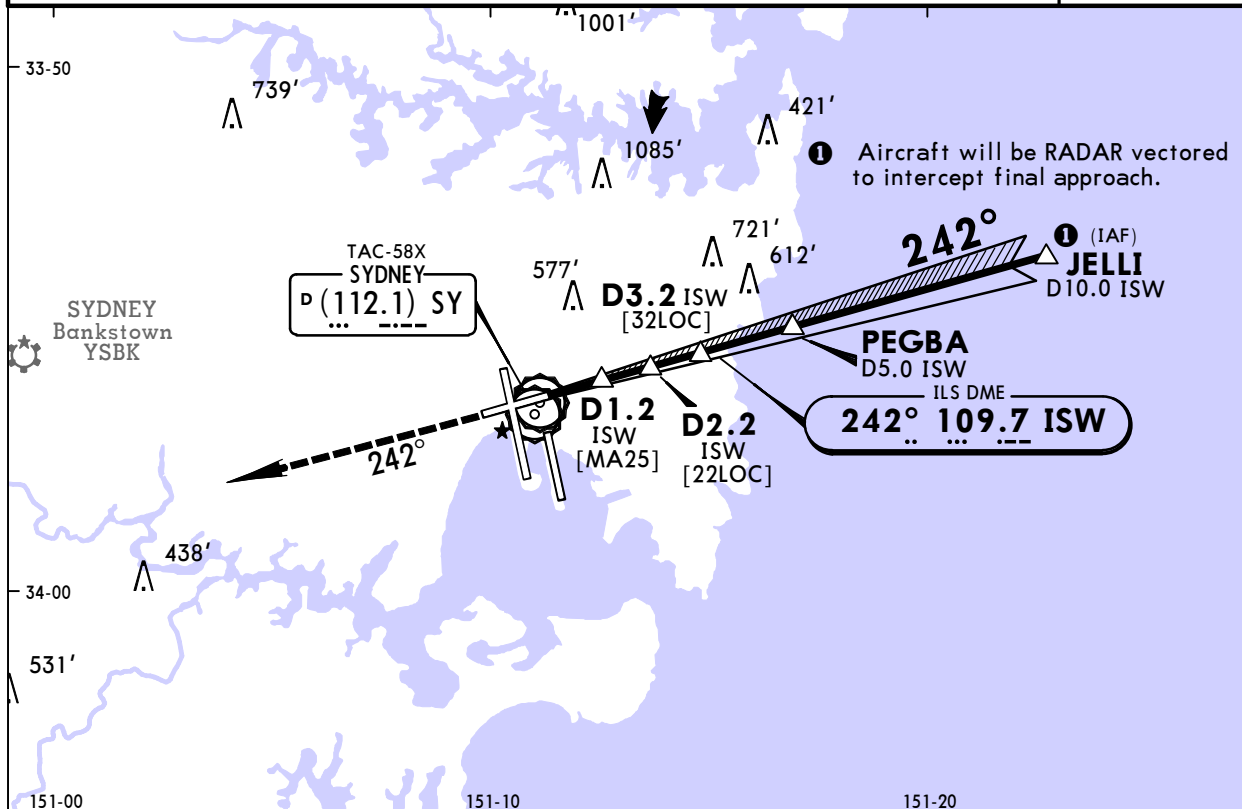 1001'
33-50
739'
421'
1085'
❶ Aircraft will be RADAR vectored
to intercept final approach.
242°
❶ (IAF)
JELLI
D10.0 ISW
721'
612'
TAC-58X
SYDNEY
D (112.1) SY
577'
D3.2 ISW
[32LOC]
SYDNEY
Bankstown
YSBK
PEGBA
D5.0 ISW
ILS DME
242° 109.7 ISW
D1.2
ISW
[MA25]
D2.2
ISW
[22LOC]
242°
438'
34-00
531'
151-00
151-10
151-20